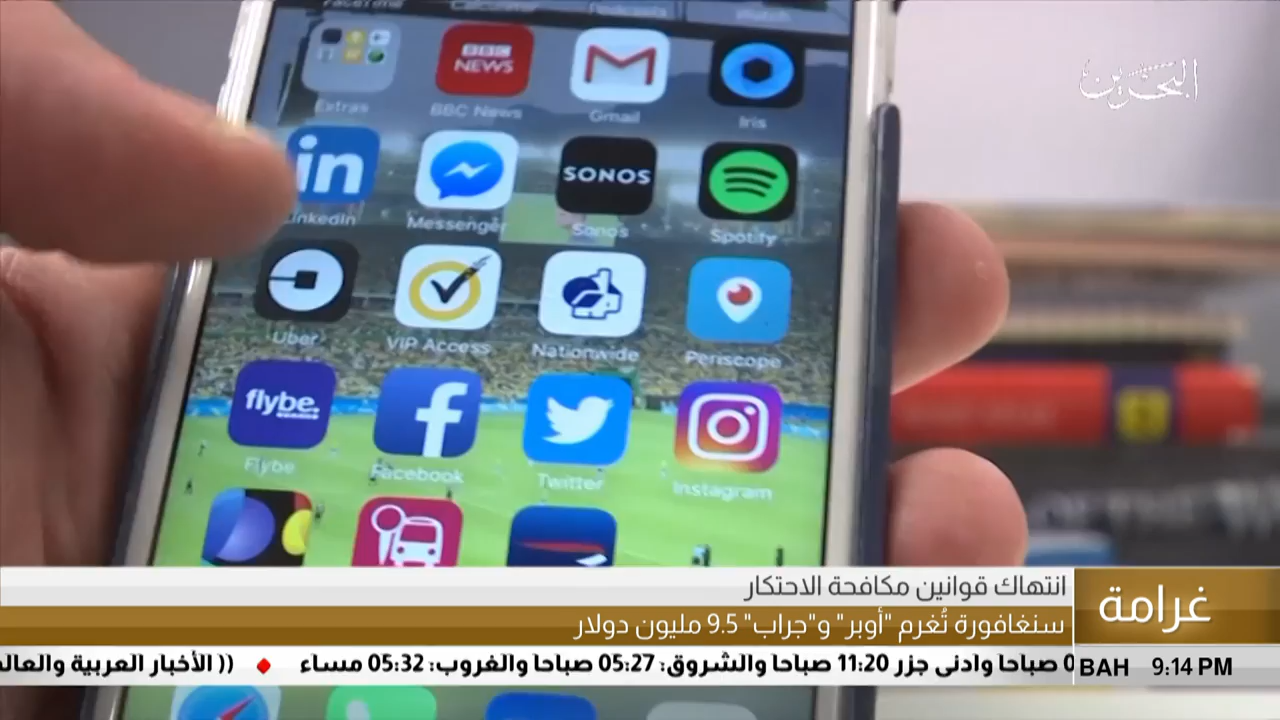 FaceTime Calculator Podcasts Watch
البحرين
BBC
NEWS
Extras BBC News Gmail Iris
in SONOS
LinkedIn Messenger Sonos Spotify
Uber VIP Access Nationwide Periscope
flybe.
Flybe Facebook Twitter Instagram
غرامة
انتهاك قوانين مكافحة الاحتكار
سنغافورة تُغرم "أوبر" و"جراب" 9.5 مليون دولار
صباحا وادنى جزر 11:20 صباحا والشروق: 05:27 صباحا والغروب: 05:32 مساء (( الأخبار العربية
BAH 9:14 PM